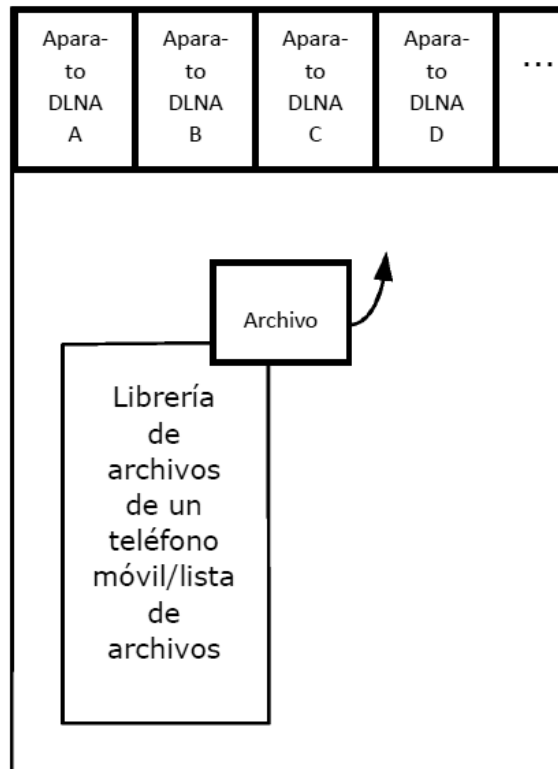 Apara-
to
DLNA
A
Apara-
to
DLNA
B
Apara-
to
DLNA
C
Apara-
to
DLNA
D
...
Archivo
Librería
de
archivos
de un
teléfono
móvil/lista
de
archivos